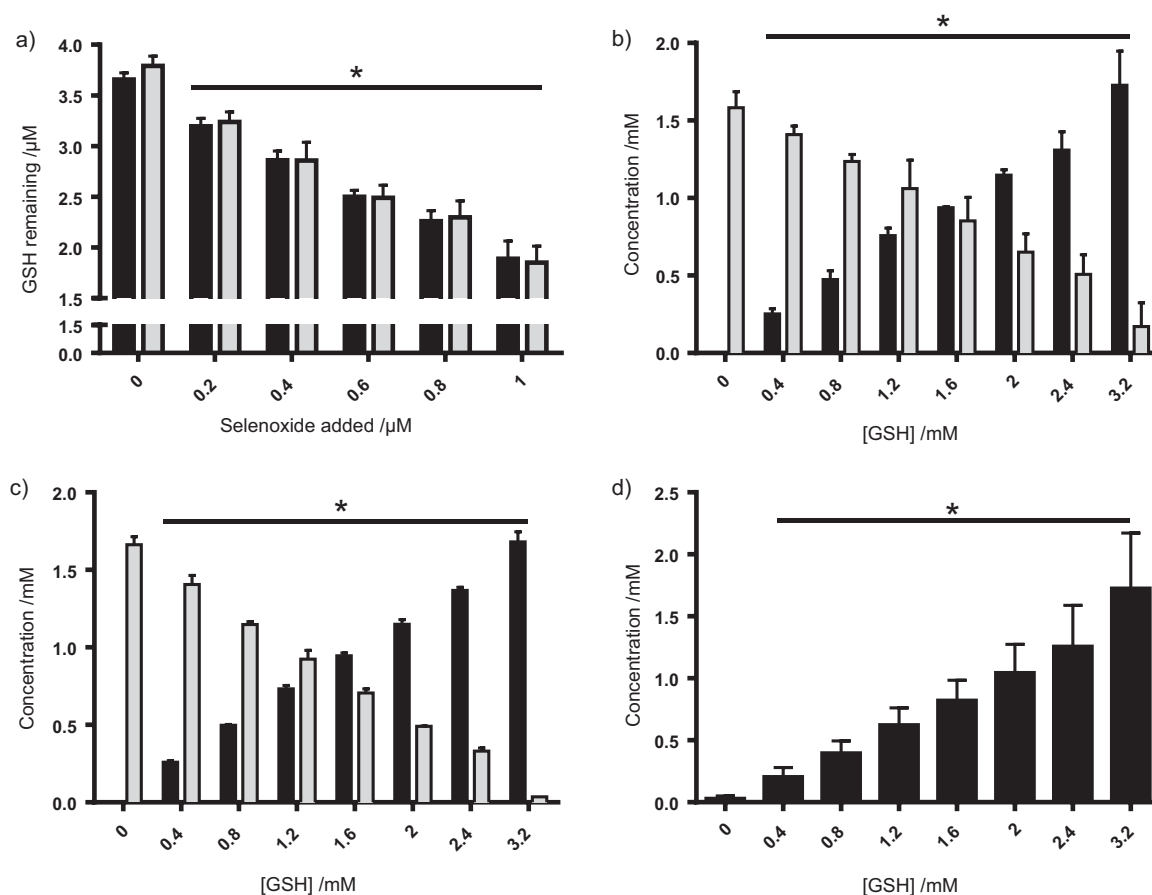 a)
*
4.0
3.5
3.0
2.5
2.0
1.5
1.5
0.0
GSH remaining /µM
0 0.2 0.4 0.6 0.8 1
Selenoxide added /µM
b)
*
2.0
1.5
1.0
0.5
0.0
Concentration /mM
0 0.4 0.8 1.2 1.6 2 2.4 3.2
[GSH] /mM
c)
*
2.0
1.5
1.0
0.5
0.0
Concentration /mM
0 0.4 0.8 1.2 1.6 2 2.4 3.2
[GSH] /mM
d)
*
2.5
2.0
1.5
1.0
0.5
0.0
Concentration /mM
0 0.4 0.8 1.2 1.6 2 2.4 3.2
[GSH] /mM